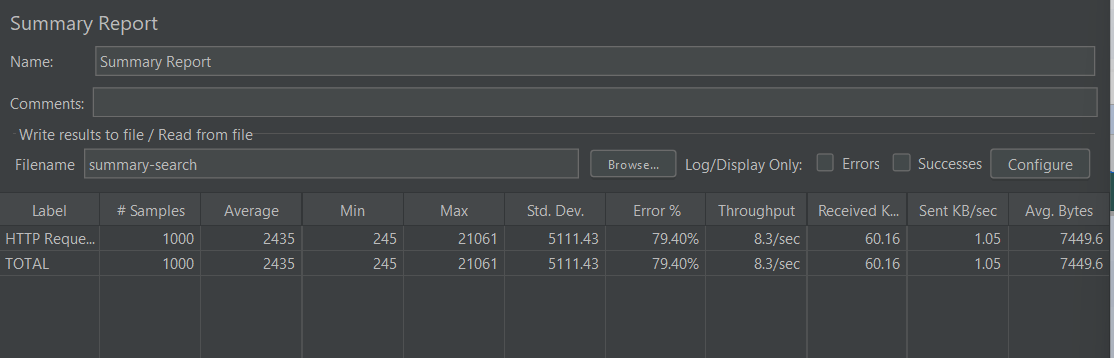 Summary Report
Name: Summary Report
Comments:
Write results to file / Read from file
Filename summary-search Browse... Log/Display Only: Errors Successes Configure
Label # Samples Average Min Max Std. Dev. Error % Throughput Received K... Sent KB/sec Avg. Bytes
HTTP Reque... 1000 2435 245 21061 5111.43 79.40% 8.3/sec 60.16 1.05 7449.6
TOTAL 1000 2435 245 21061 5111.43 79.40% 8.3/sec 60.16 1.05 7449.6